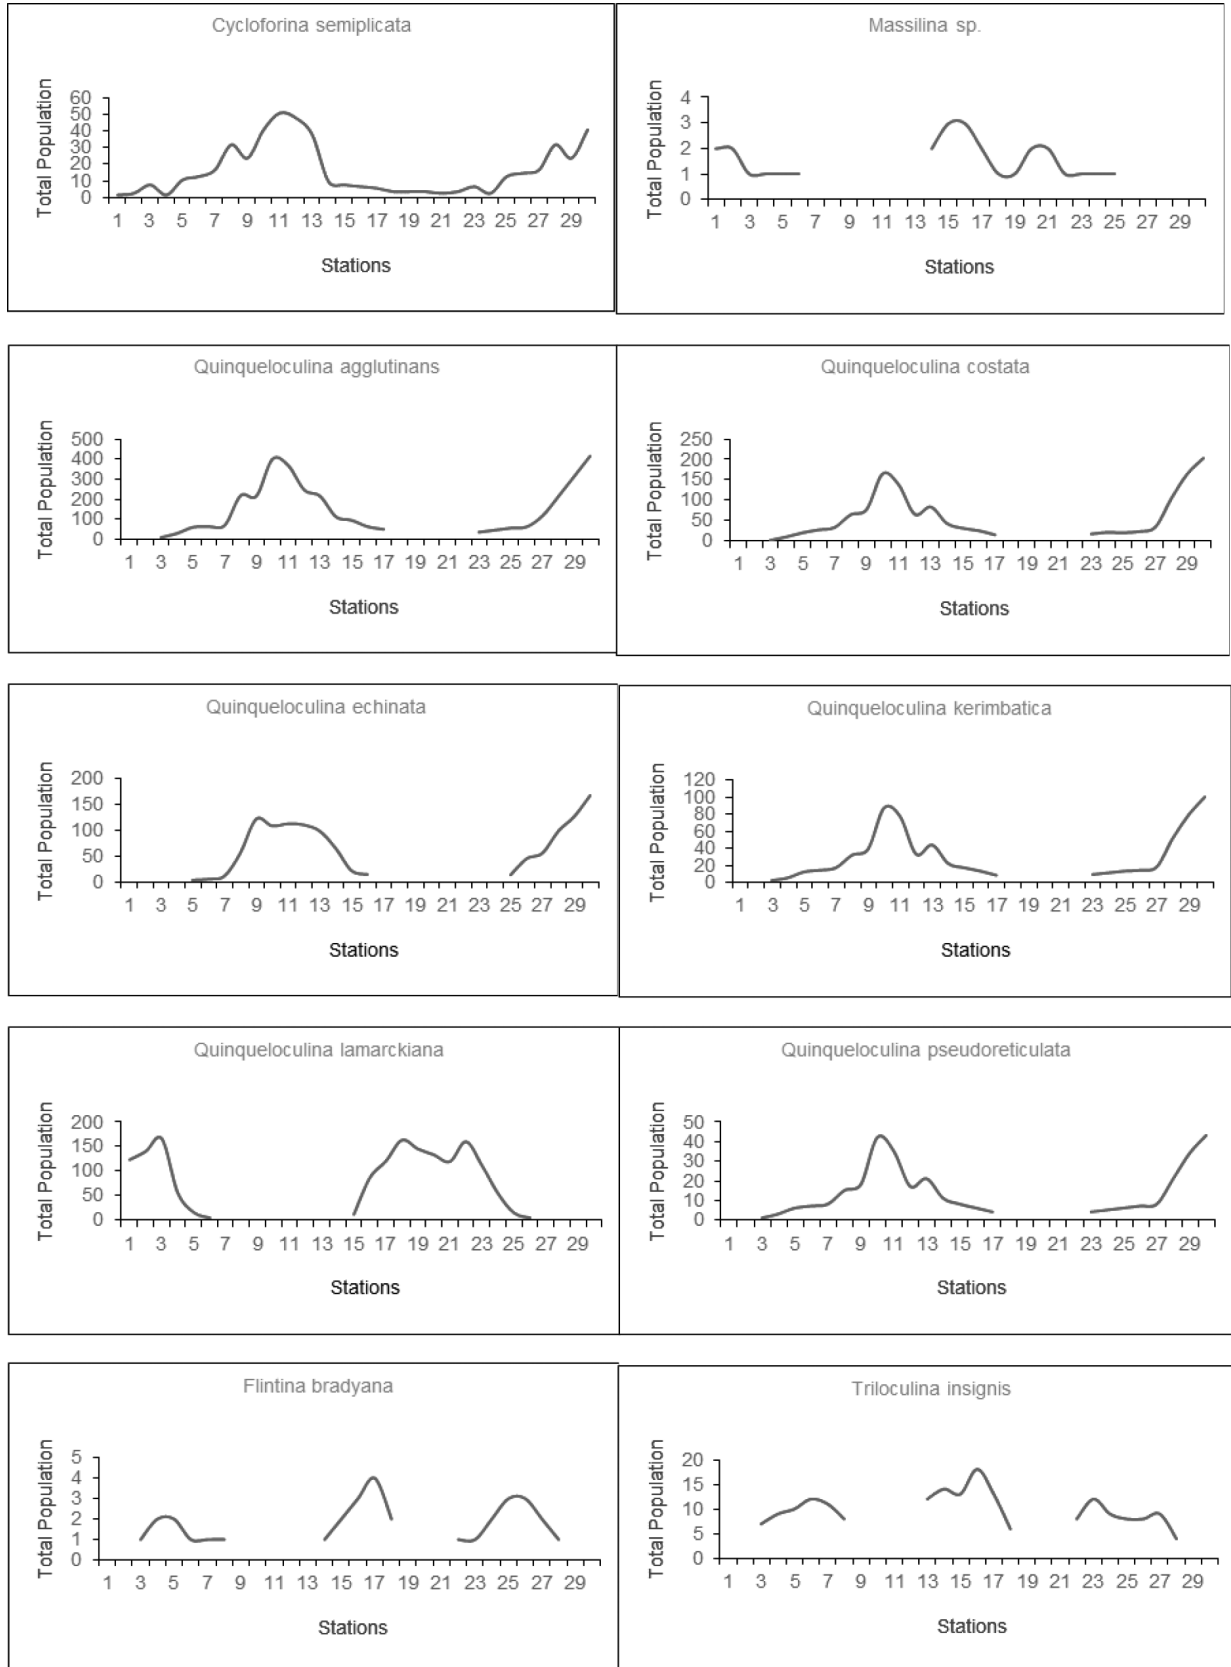 Cycloforina semiplicata
Total Population
60
50
40
30
20
10
0
1 3 5 7 9 11 13 15 17 19 21 23 25 27 29
Stations
Massilina sp.
Total Population
4
3
2
1
0
1 3 5 7 9 11 13 15 17 19 21 23 25 27 29
Stations
Quinqueloculina agglutinans
Total Population
500
400
300
200
100
0
1 3 5 7 9 11 13 15 17 19 21 23 25 27 29
Stations
Quinqueloculina costata
Total Population
250
200
150
100
50
0
1 3 5 7 9 11 13 15 17 19 21 23 25 27 29
Stations
Quinqueloculina echinata
Total Population
200
150
100
50
0
1 3 5 7 9 11 13 15 17 19 21 23 25 27 29
Stations
Quinqueloculina kerimbatica
Total Population
120
100
80
60
40
20
0
1 3 5 7 9 11 13 15 17 19 21 23 25 27 29
Stations
Quinqueloculina lamarckiana
Total Population
200
150
100
50
0
1 3 5 7 9 11 13 15 17 19 21 23 25 27 29
Stations
Quinqueloculina pseudoreticulata
Total Population
50
40
30
20
10
0
1 3 5 7 9 11 13 15 17 19 21 23 25 27 29
Stations
Flintina bradyana
Total Population
5
4
3
2
1
0
1 3 5 7 9 11 13 15 17 19 21 23 25 27 29
Stations
Triloculina insignis
Total Population
20
15
10
5
0
1 3 5 7 9 11 13 15 17 19 21 23 25 27 29
Stations